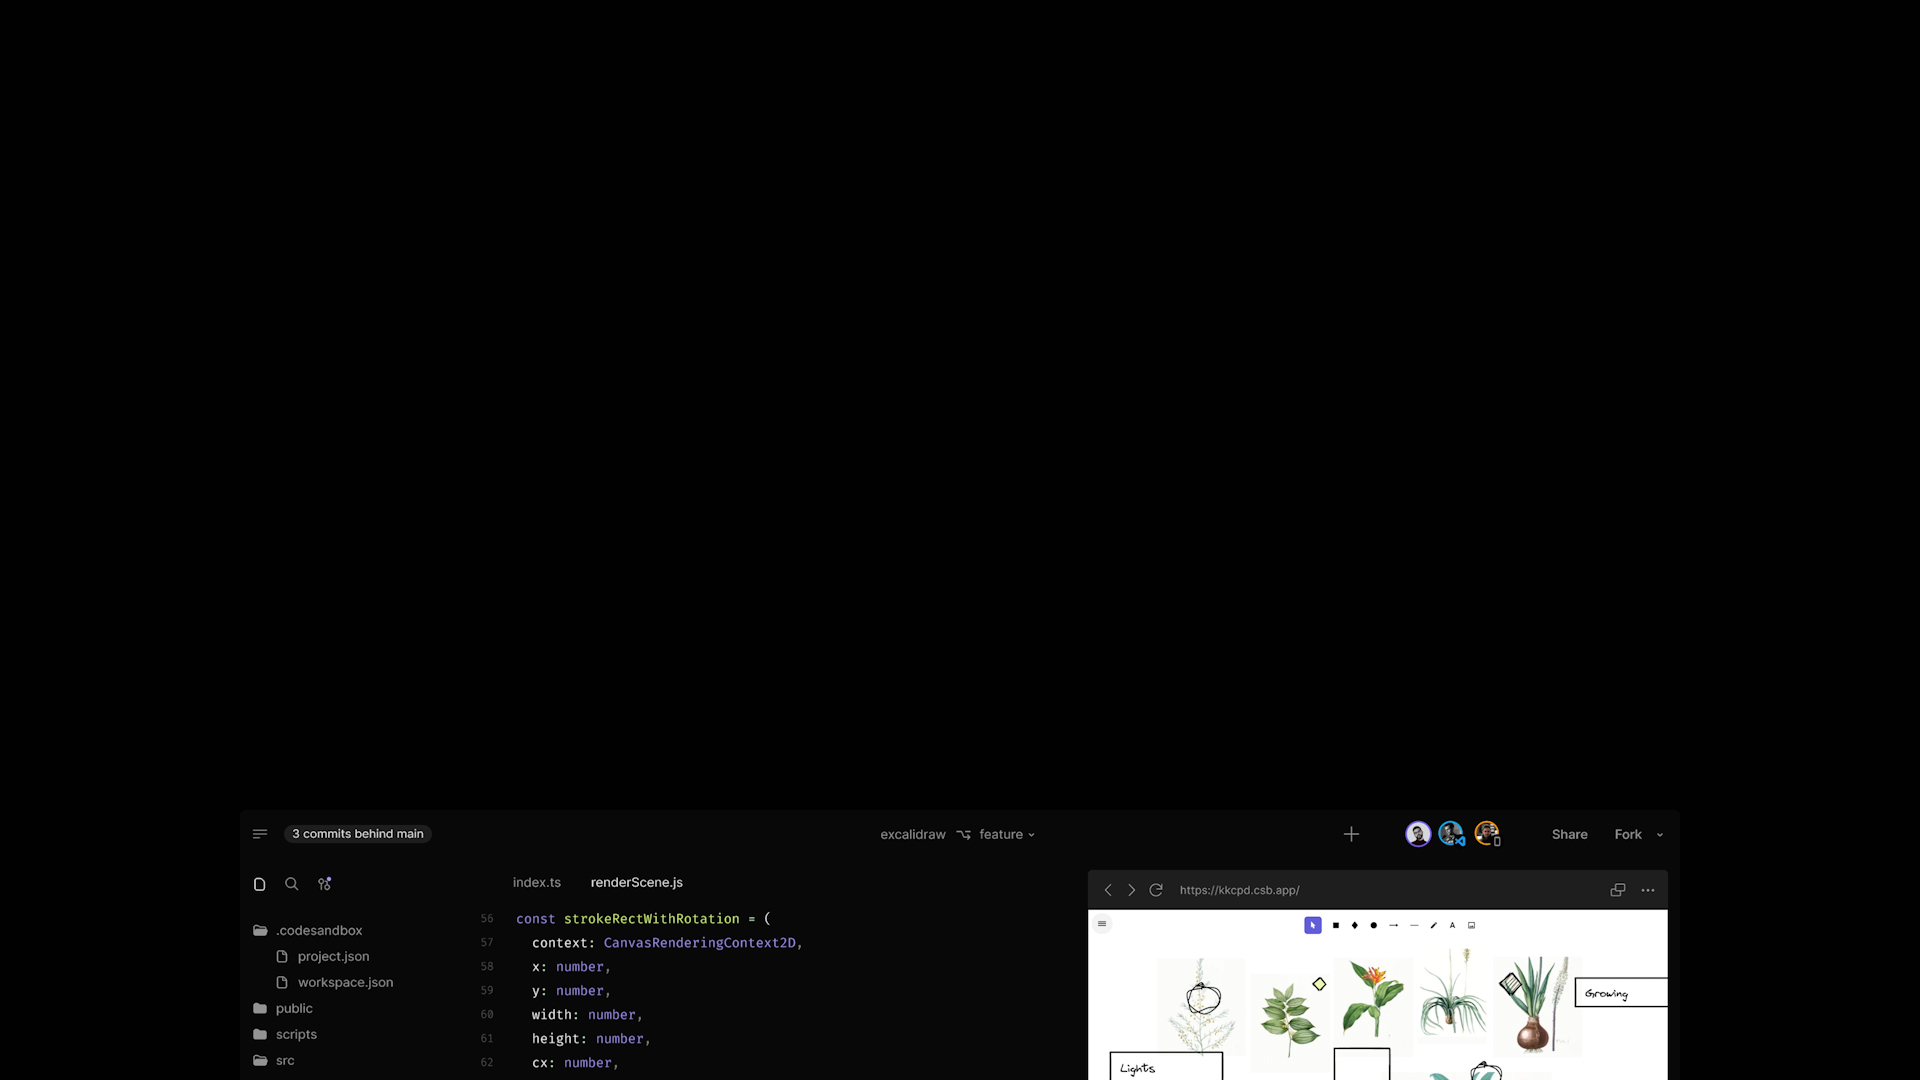 3 commits behind main
excalidraw feature
Share
Fork
index.ts
renderScene.js
https://kkcpd.csb.app/
.codesandbox
project.json
workspace.json
public
scripts
src
56 const strokeRectWithRotation = (
57 context: CanvasRenderingContext2D,
58 x: number,
59 y: number,
60 width: number,
61 height: number,
62 cx: number,
A
Growing
Lights